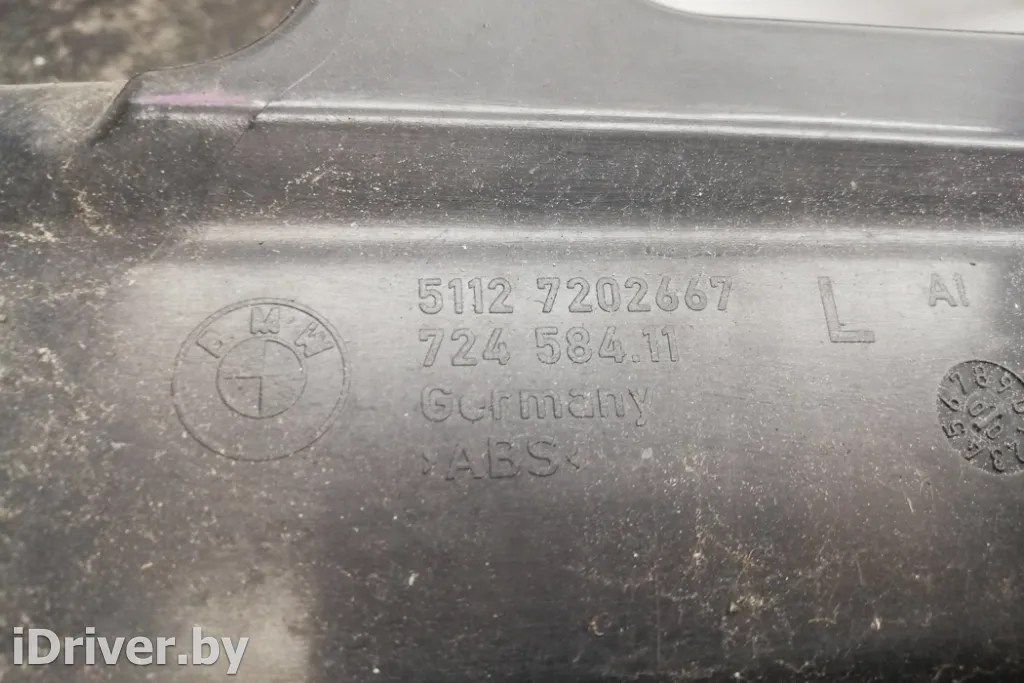 5112 7202667
L
AI
724 584.11
BMW
Germany
>ABS<
iDriver.by